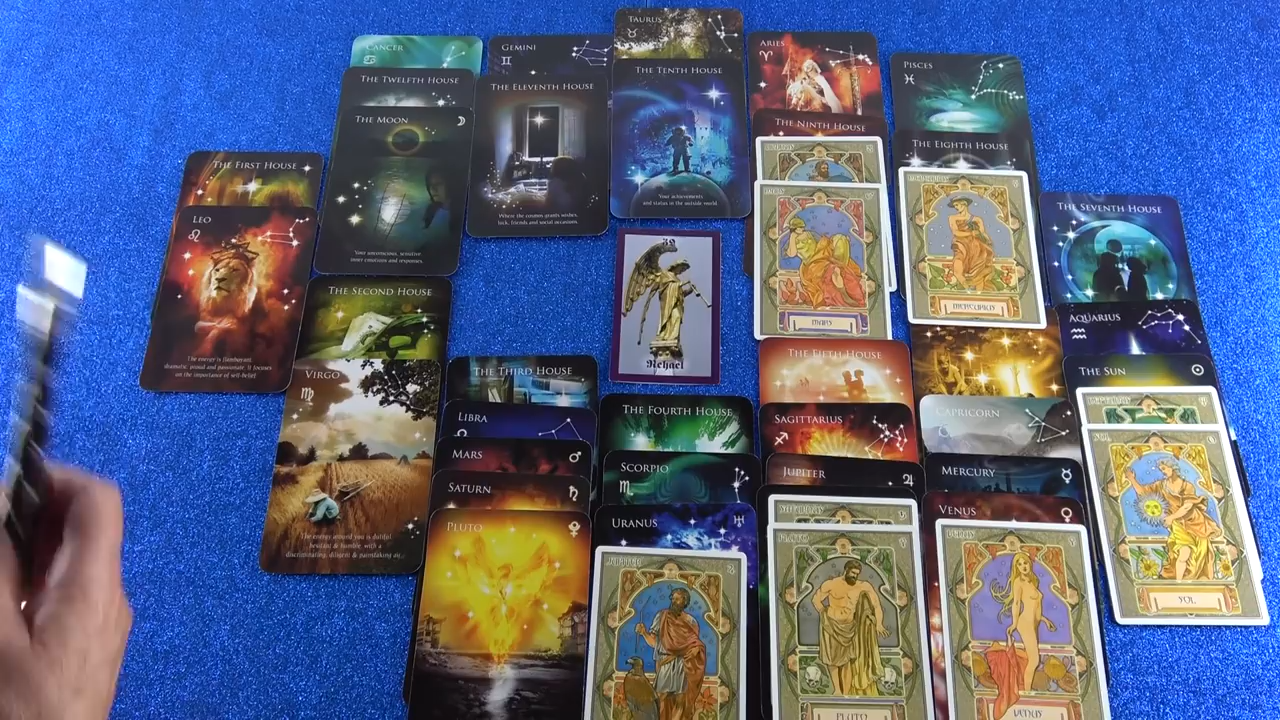 CANCER
THE TWELFTH HOUSE
THE MOON
Your unconscious, sensitive
inner emotions and responses.
GEMINI
THE ELEVENTH HOUSE
Where the cosmos grants wishes,
luck, friends and social occasions.
TAURUS
THE TENTH HOUSE
Your achievements
and status in the outside world.
ARIES
THE NINTH HOUSE
MARS
PISCES
THE EIGHTH HOUSE
MERCURIUS
THE FIRST HOUSE
LEO
The energy is flamboyant,
dramatic, proud and passionate. It focuses
on the importance of self-belief.
THE SECOND HOUSE
VIRGO
The energy around you is dutiful,
hesitant & humble, with a
discriminating, diligent & painstaking air.
39
Rehael
THE THIRD HOUSE
LIBRA
MARS
SATURN
PLUTO
THE FOURTH HOUSE
SCORPIO
URANUS
JUPITER
THE FIFTH HOUSE
SAGITTARIUS
JUPITER
PLUTO
PLUTO
CAPRICORN
MERCURY
VENUS
VENUS
VENUS
THE SEVENTH HOUSE
AQUARIUS
THE SUN
SOL
SOL